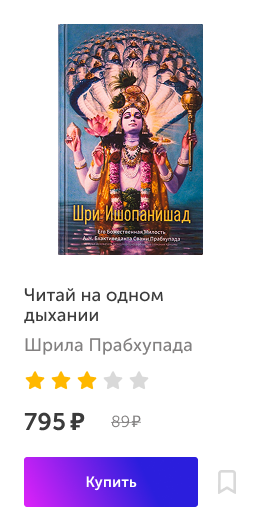 Шри Ишопанишад
Его Божественная Милость
А.Ч. Бхактиведанта Свами Прабхупада
Читай на одном
дыхании
Шрила Прабхупада
795 ₽ 89 ₽
Купить